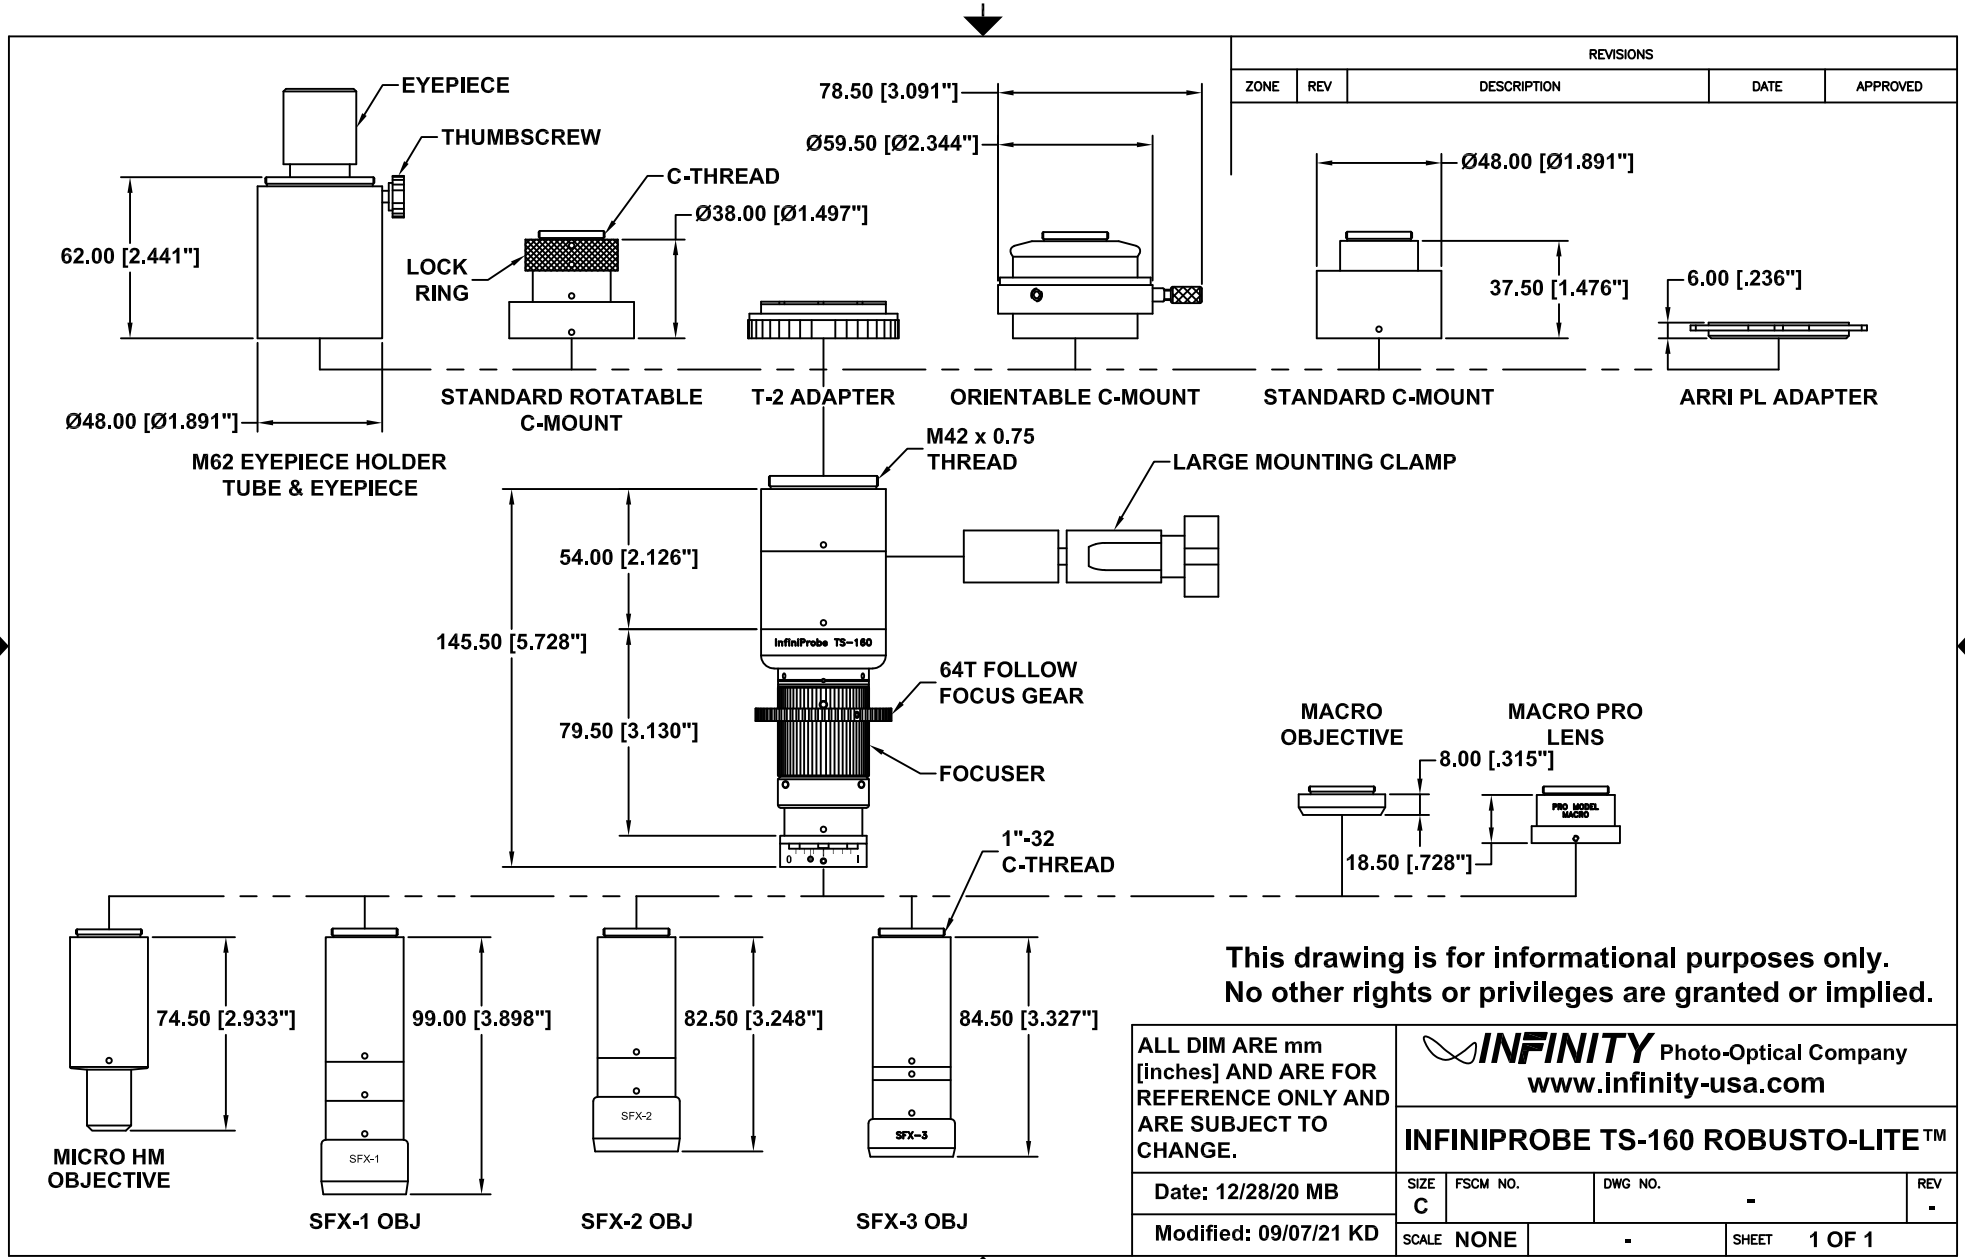 REVISIONS
ZONE REV DESCRIPTION DATE APPROVED
EYEPIECE
THUMBSCREW
62.00 [2.441"]
Ø48.00 [Ø1.891"]
M62 EYEPIECE HOLDER
TUBE & EYEPIECE
C-THREAD
Ø38.00 [Ø1.497"]
LOCK
RING
STANDARD ROTATABLE
C-MOUNT
T-2 ADAPTER
78.50 [3.091"]
Ø59.50 [Ø2.344"]
ORIENTABLE C-MOUNT
Ø48.00 [Ø1.891"]
37.50 [1.476"]
STANDARD C-MOUNT
6.00 [.236"]
ARRI PL ADAPTER
M42 x 0.75
THREAD
LARGE MOUNTING CLAMP
54.00 [2.126"]
145.50 [5.728"]
InfiniProbe TS-160
64T FOLLOW
FOCUS GEAR
79.50 [3.130"]
FOCUSER
0 1
MACRO
OBJECTIVE
8.00 [.315"]
MACRO PRO
LENS
PRO MODEL
MACRO
18.50 [.728"]
1"-32
C-THREAD
74.50 [2.933"]
MICRO HM
OBJECTIVE
99.00 [3.898"]
SFX-1
SFX-1 OBJ
82.50 [3.248"]
SFX-2
SFX-2 OBJ
84.50 [3.327"]
SFX-3
SFX-3 OBJ
This drawing is for informational purposes only.
No other rights or privileges are granted or implied.
ALL DIM ARE mm
[inches] AND ARE FOR
REFERENCE ONLY AND
ARE SUBJECT TO
CHANGE.
Date: 12/28/20 MB
Modified: 09/07/21 KD
INFINITY Photo-Optical Company
www.infinity-usa.com
INFINIPROBE TS-160 ROBUSTO-LITE™
SIZE FSCM NO. DWG NO. REV
C - -
SCALE NONE - SHEET 1 OF 1